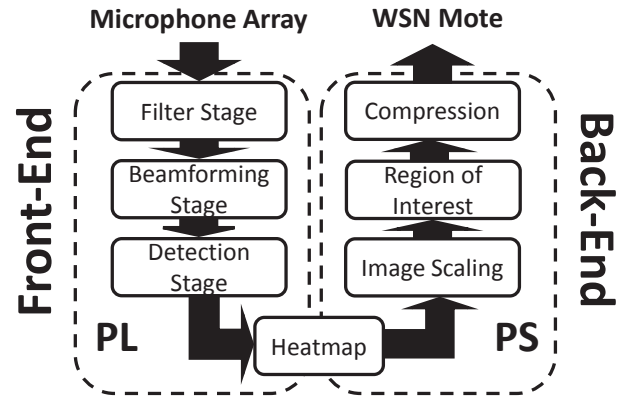 Microphone Array
WSN Mote
Front-End
Filter Stage
Beamforming
Stage
Detection
Stage
PL
Heatmap
Compression
Region of
Interest
Image Scaling
PS
Back-End